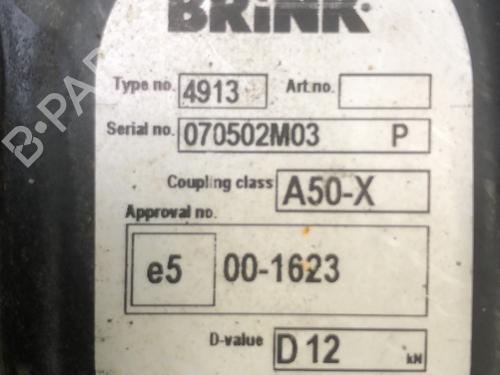 BRINK
Type no. 4913 Art.no.
Serial no. 070502M03 P
Coupling class A50-X
Approval no.
e5 00-1623
D-value D 12 kN
B-PARTS